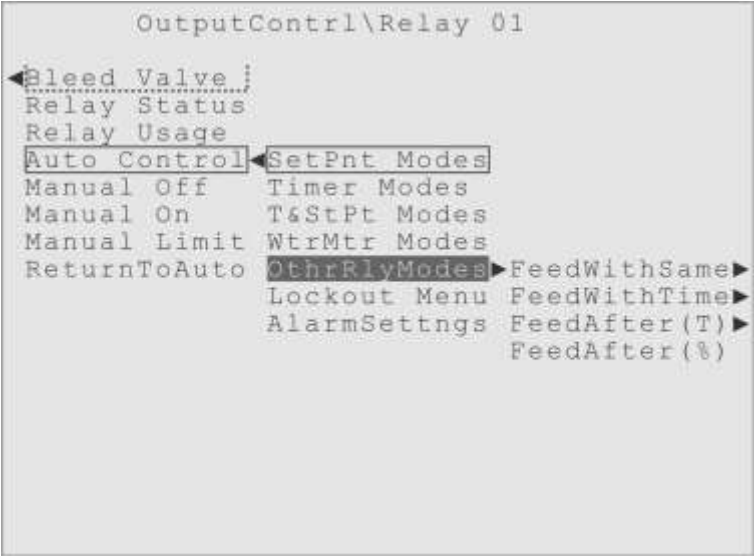 OutputContrl\Relay 01
◀Bleed Valve
Relay Status
Relay Usage
Auto Control◀SetPnt Modes
Manual Off Timer Modes
Manual On T&StPt Modes
Manual Limit WtrMtr Modes
ReturnToAuto OthrRlyModes▶FeedWithSame▶
Lockout Menu FeedWithTime▶
AlarmSettngs FeedAfter(T)▶
FeedAfter(%)